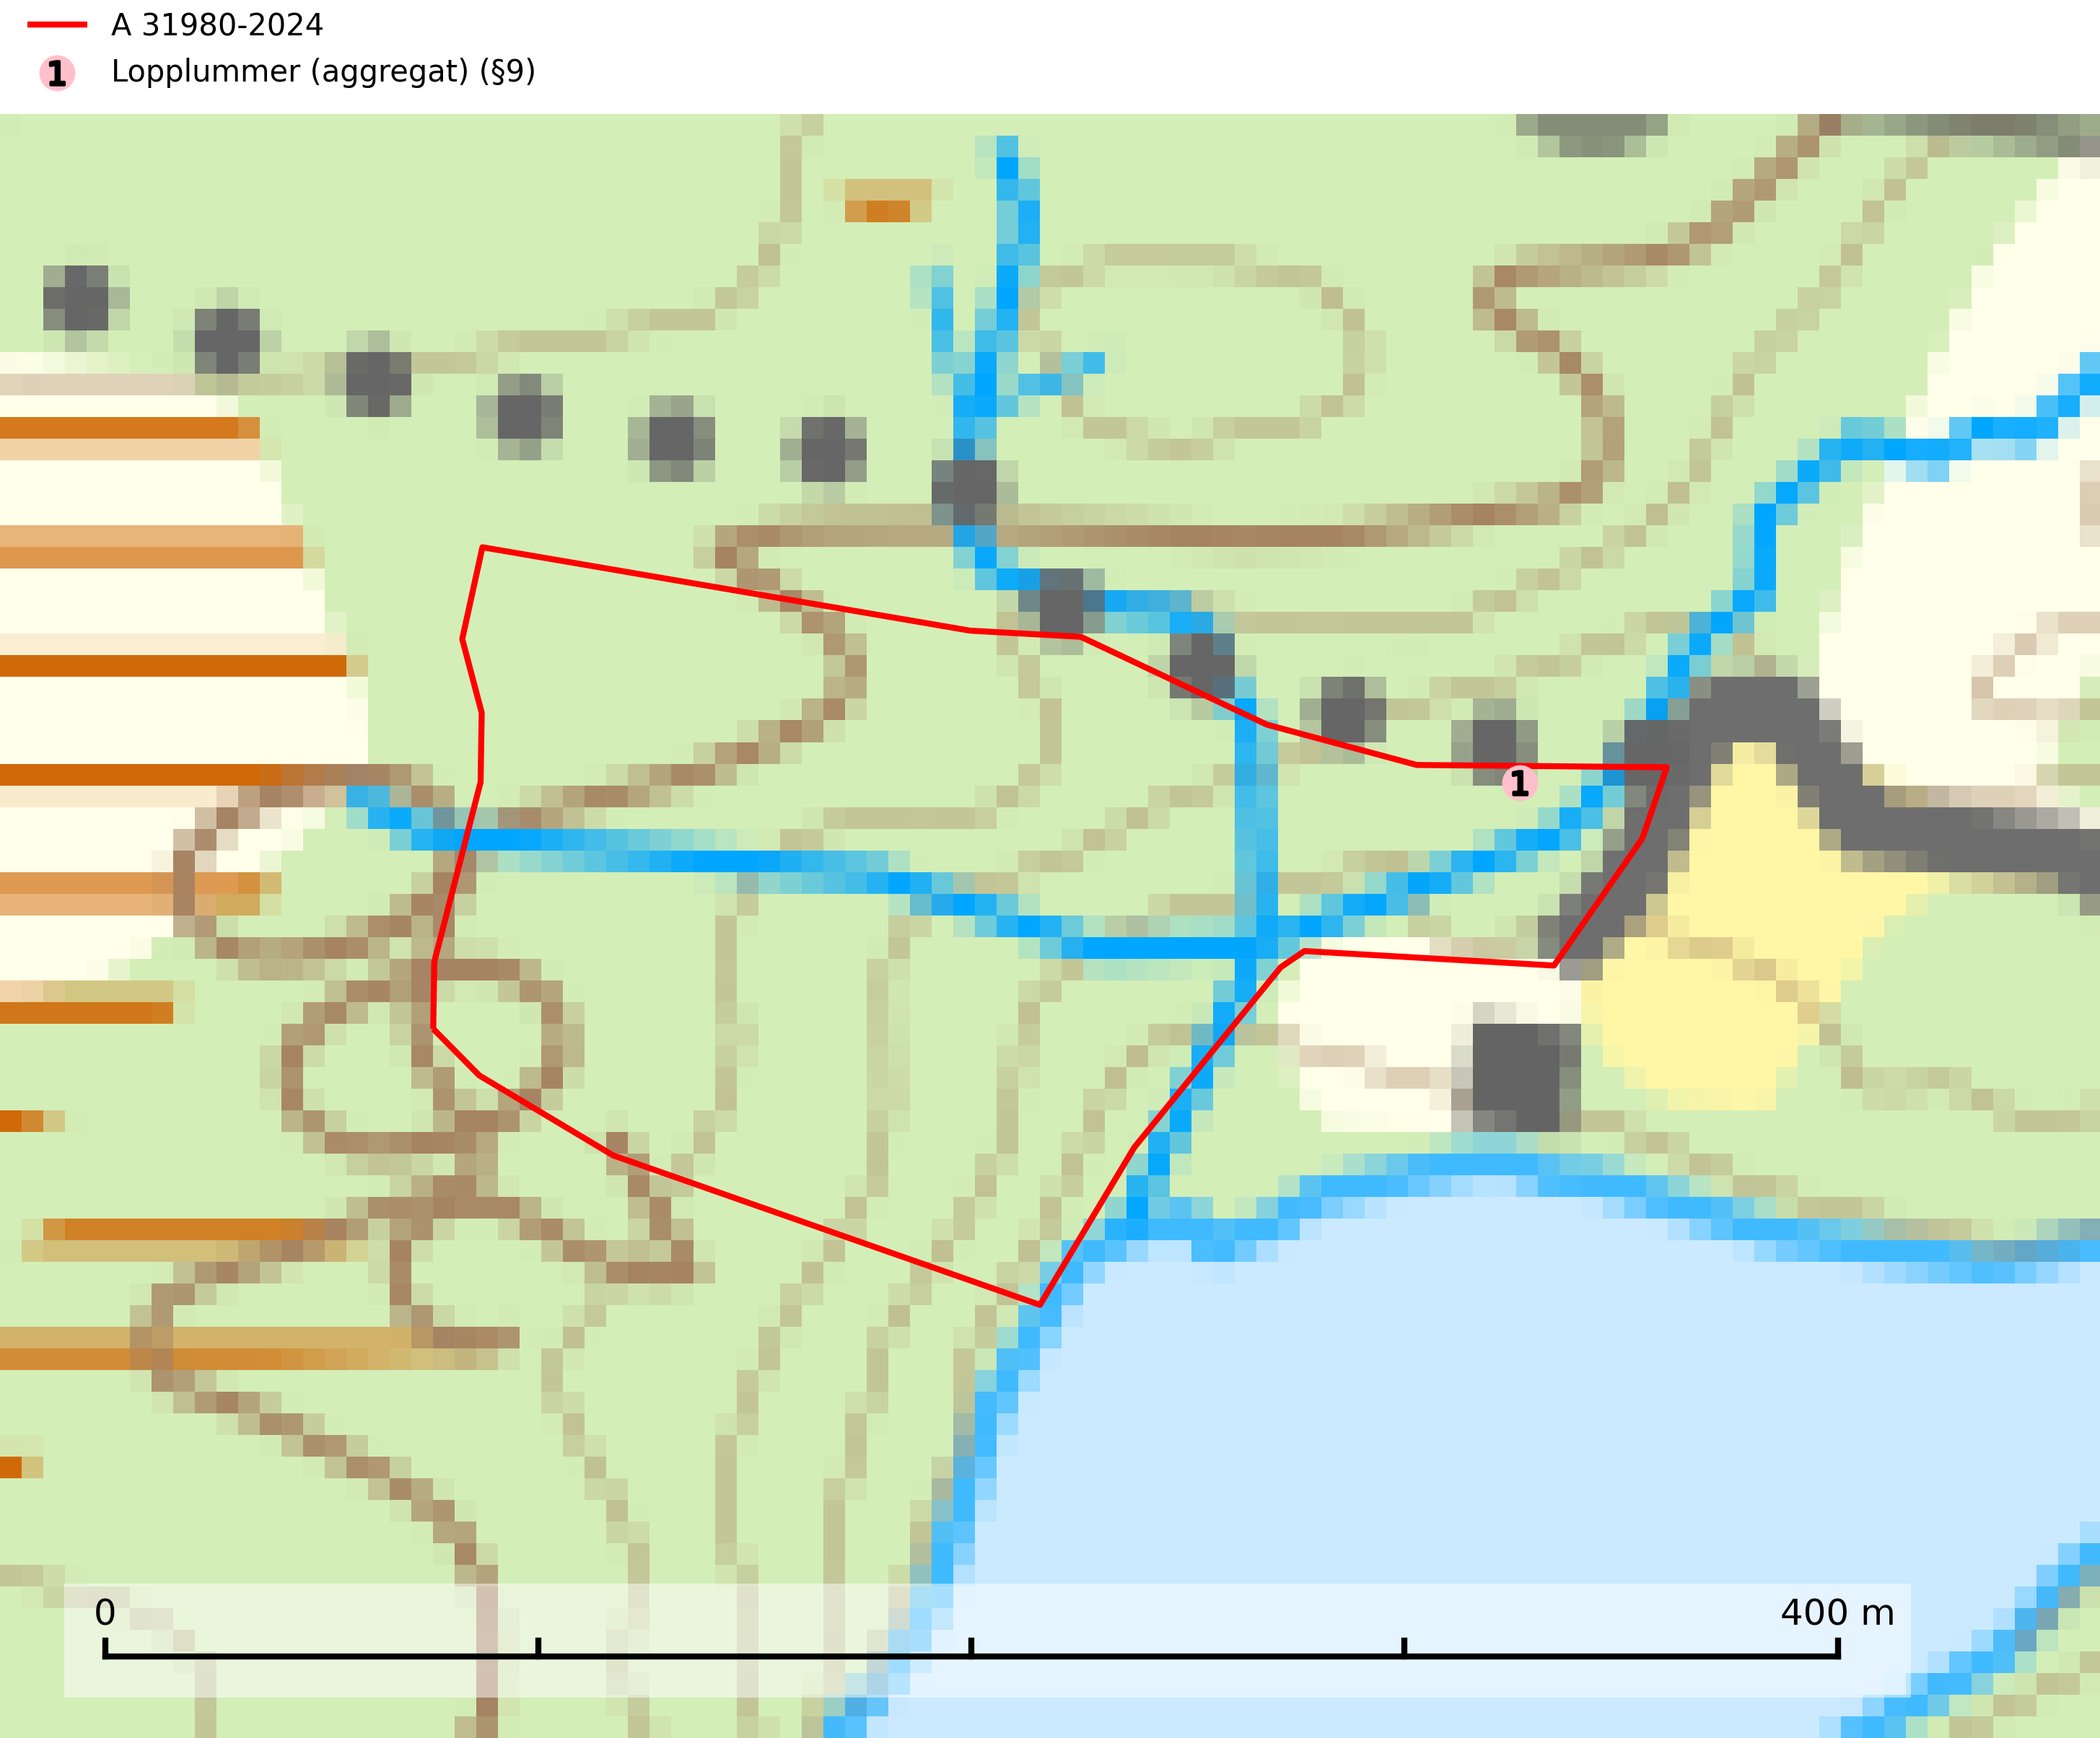 A 31980-2024
1 Lopplummer (aggregat) (§9)
1
0 400 m